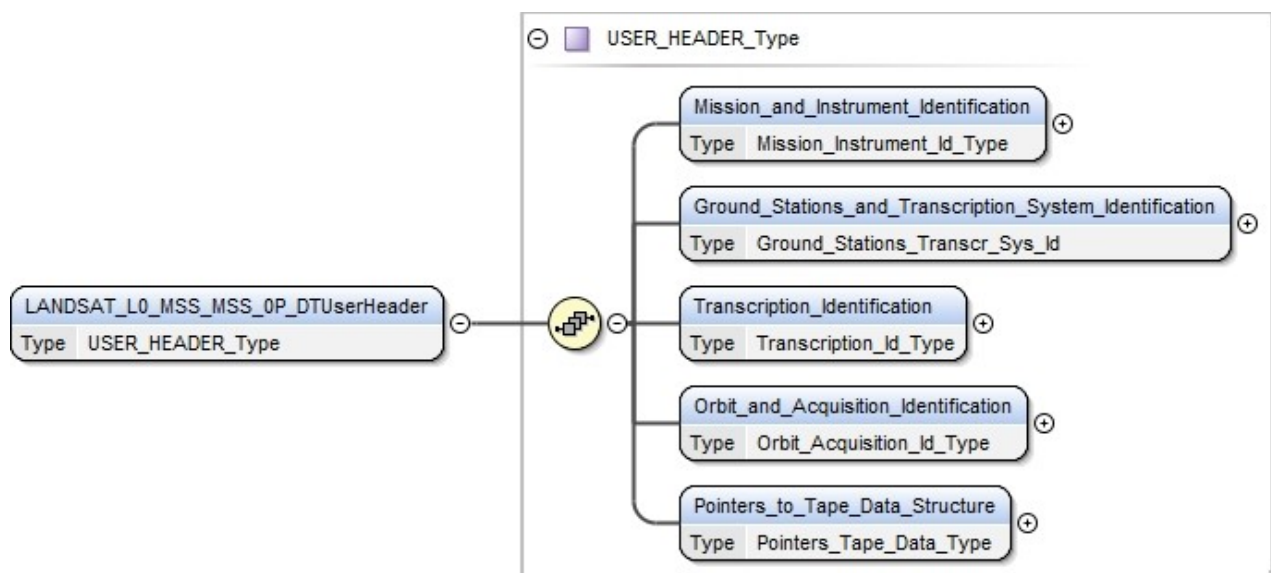 USER_HEADER_Type
Mission_and_Instrument_Identification
Type Mission_Instrument_Id_Type
Ground_Stations_and_Transcription_System_Identification
Type Ground_Stations_Transcr_Sys_Id
LANDSAT_L0_MSS_MSS_0P_DTUserHeader
Type USER_HEADER_Type
Transcription_Identification
Type Transcription_Id_Type
Orbit_and_Acquisition_Identification
Type Orbit_Acquisition_Id_Type
Pointers_to_Tape_Data_Structure
Type Pointers_Tape_Data_Type